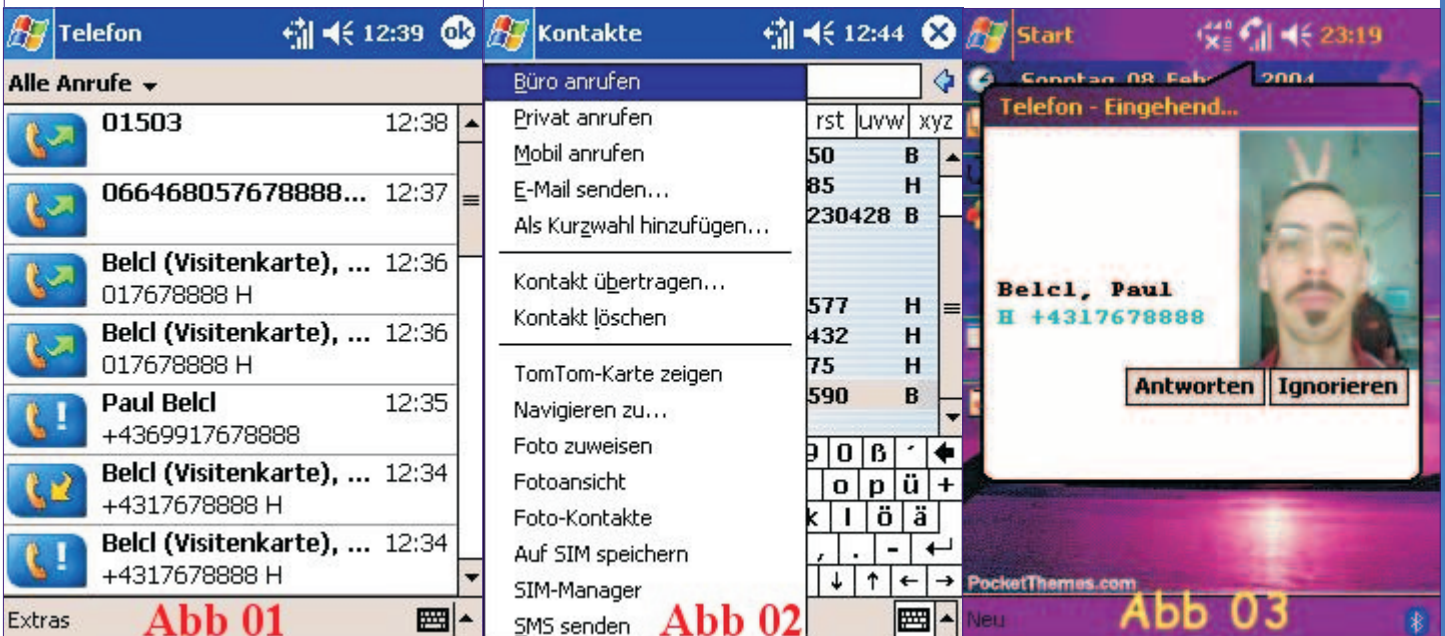 Telefon 12:39 ok
Alle Anrufe
01503 12:38
066468057678888... 12:37
Belcl (Visitenkarte), ... 12:36
017678888 H
Belcl (Visitenkarte), ... 12:36
017678888 H
Paul Belcl 12:35
+4369917678888
Belcl (Visitenkarte), ... 12:34
+4317678888 H
Belcl (Visitenkarte), ... 12:34
+4317678888 H
Extras
Abb 01
Kontakte 12:44
Büro anrufen
Privat anrufen
Mobil anrufen
E-Mail senden...
Als Kurzwahl hinzufügen...
Kontakt übertragen...
Kontakt löschen
TomTom-Karte zeigen
Navigieren zu...
Foto zuweisen
Fotoansicht
Foto-Kontakte
Auf SIM speichern
SIM-Manager
SMS senden
rst uvw xyz
50 B
85 H
230428 B
577 H
432 H
75 H
590 B
9 0 ß ´
o p ü +
k l ö ä
, . -
Abb 02
Start 23:19
Sonntag 08 2004
Telefon - Eingehend...
Belcl, Paul
H +4317678888
Antworten Ignorieren
PocketThemes.com
Neu
Abb 03